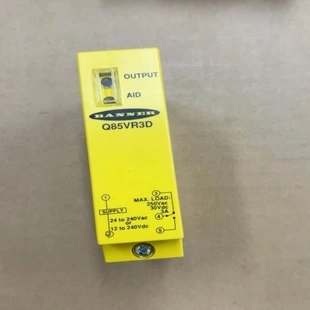 OUTPUT
AID
BANNER
Q85VR3D
1
SUPPLY
24 to 240Vac
or
12 to 240Vdc
2
3
MAX. LOAD:
250Vac
30Vdc
3A
4
5